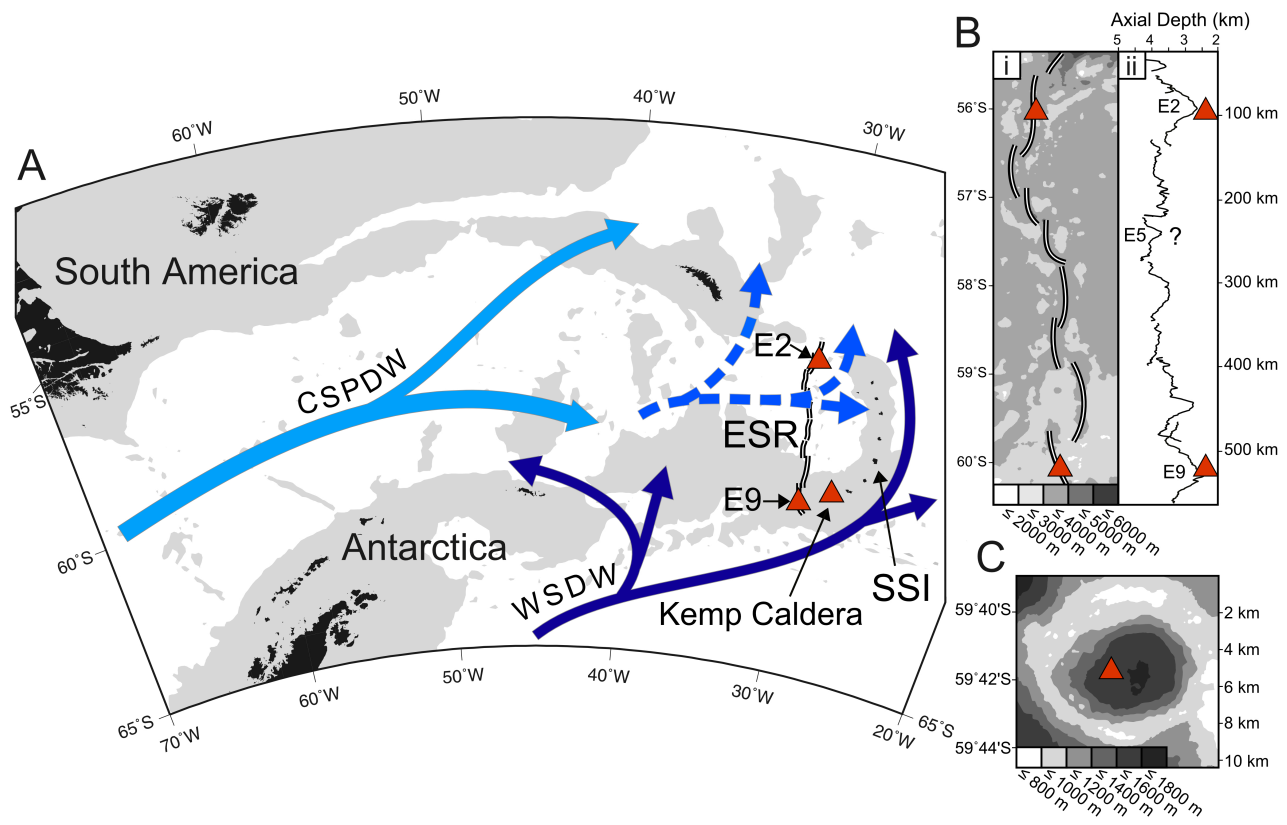 A
60˚W
50˚W
40˚W
30˚W
South America
CSPDW
E2
ESR
55˚S
E9
Antarctica
60˚S
WSDW
SSI
Kemp Caldera
65˚S
70˚W
60˚W
50˚W
40˚W
30˚W
20˚W
65˚S
B
Axial Depth (km)
5 4 3 2
i
ii
56˚S
57˚S
58˚S
59˚S
60˚S
E2
E5 ?
E9
100 km
200 km
300 km
400 km
500 km
≤ 2000 m
≤ 3000 m
≤ 4000 m
≤ 5000 m
≤ 6000 m
C
59˚40'S
59˚42'S
59˚44'S
2 km
4 km
6 km
8 km
10 km
≤ 800 m
≤ 1000 m
≤ 1200 m
≤ 1400 m
≤ 1600 m
≤ 1800 m